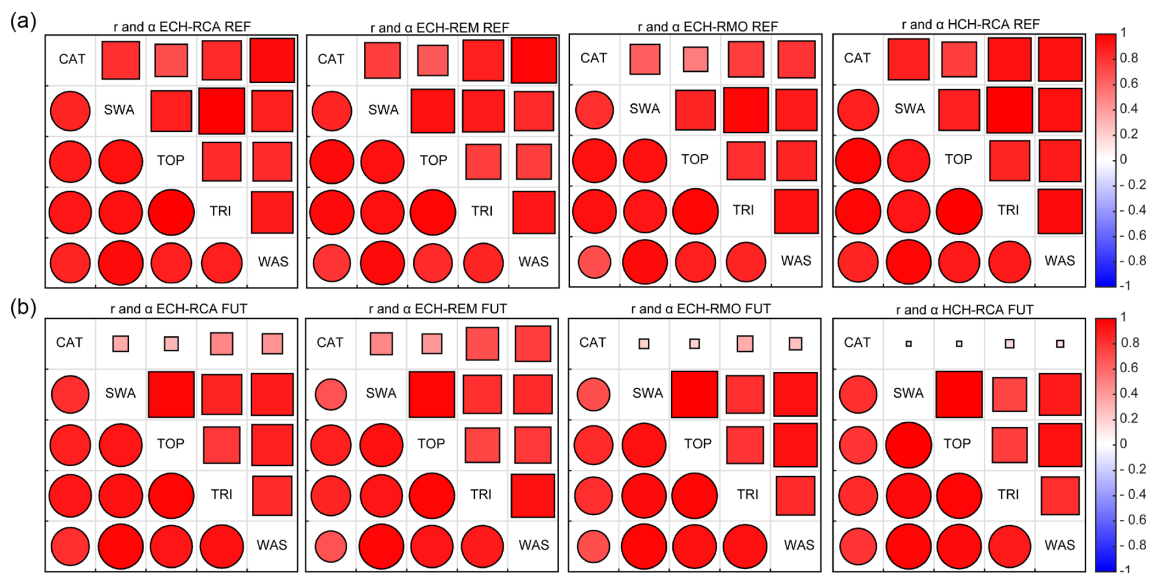 (a)
r and α ECH-RCA REF
r and α ECH-REM REF
r and α ECH-RMO REF
r and α HCH-RCA REF
CAT
SWA
TOP
TRI
WAS
CAT
SWA
TOP
TRI
WAS
CAT
SWA
TOP
TRI
WAS
CAT
SWA
TOP
TRI
WAS
1
0.8
0.6
0.4
0.2
0
- 0.2
- 0.4
- 0.6
- 0.8
-1
(b)
r and α ECH-RCA FUT
r and α ECH-REM FUT
r and α ECH-RMO FUT
r and α HCH-RCA FUT
CAT
SWA
TOP
TRI
WAS
CAT
SWA
TOP
TRI
WAS
CAT
SWA
TOP
TRI
WAS
CAT
SWA
TOP
TRI
WAS
1
0.8
0.6
0.4
0.2
0
- 0.2
- 0.4
- 0.6
- 0.8
-1